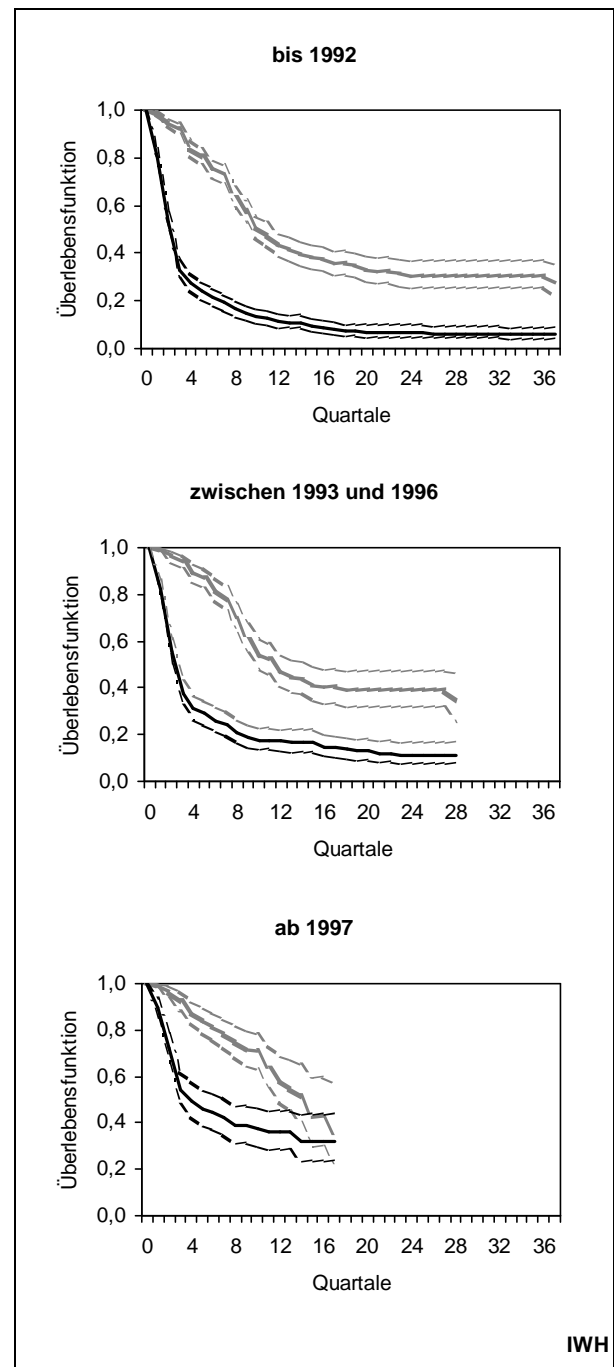 bis 1992
1,0
0,8
0,6
0,4
0,2
0,0
Überlebensfunktion
0 4 8 12 16 20 24 28 32 36
Quartale
zwischen 1993 und 1996
1,0
0,8
0,6
0,4
0,2
0,0
Überlebensfunktion
0 4 8 12 16 20 24 28 32 36
Quartale
ab 1997
1,0
0,8
0,6
0,4
0,2
0,0
Überlebensfunktion
0 4 8 12 16 20 24 28 32 36
Quartale
IWH